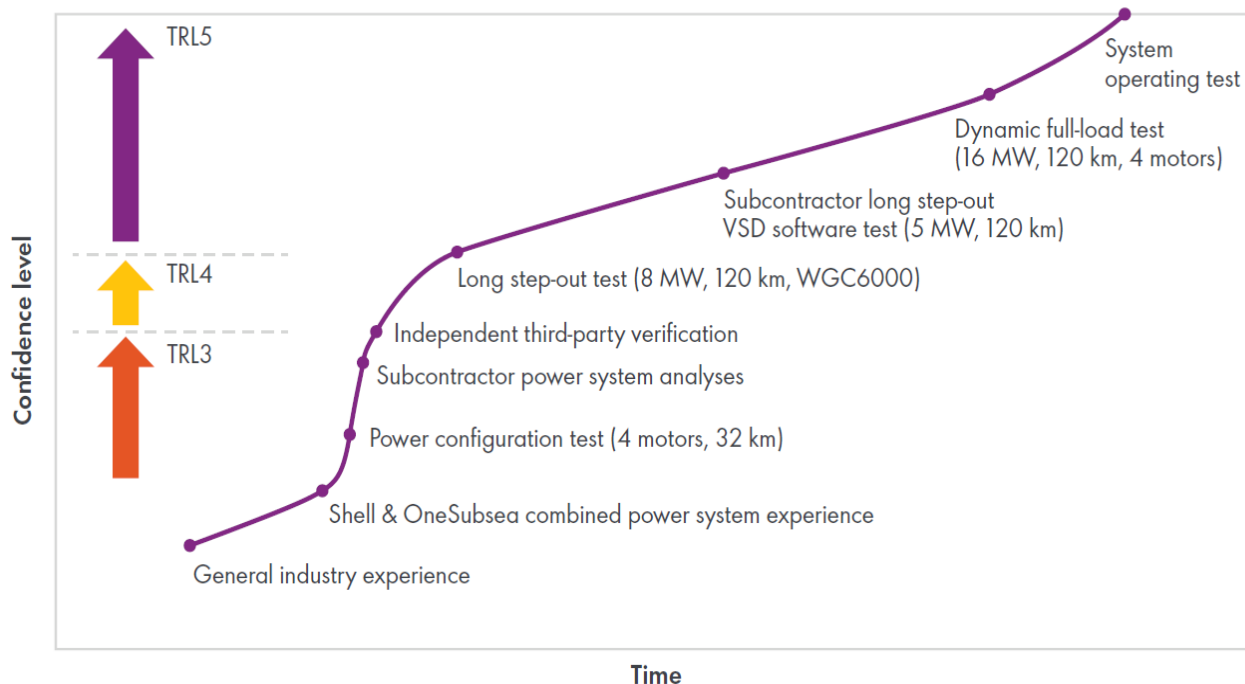 TRL5
System
operating test
Dynamic full-load test
(16 MW, 120 km, 4 motors)
Subcontractor long step-out
VSD software test (5 MW, 120 km)
TRL4
Long step-out test (8 MW, 120 km, WGC6000)
Independent third-party verification
TRL3
Subcontractor power system analyses
Power configuration test (4 motors, 32 km)
Shell & OneSubsea combined power system experience
General industry experience
Confidence level
Time